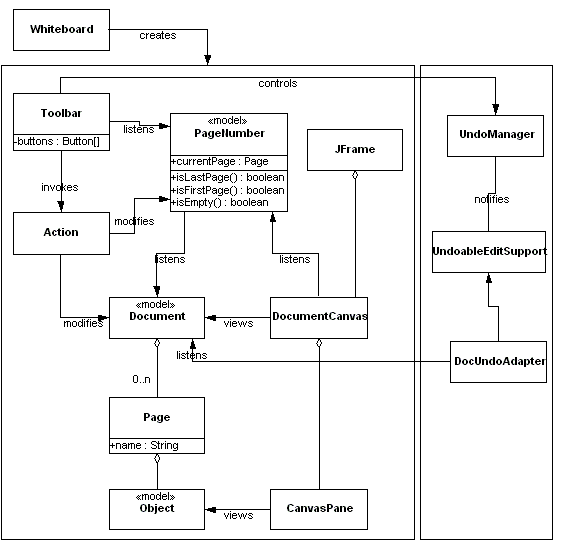 Whiteboard
creates
controls
Toolbar
-buttons : Button[]
listens
«model»
PageNumber
+currentPage : Page
+isLastPage() : boolean
+isFirstPage() : boolean
+isEmpty() : boolean
JFrame
UndoManager
invokes
modifies
notifies
Action
UndoableEditSupport
listens
listens
«model»
Document
modifies
views
DocumentCanvas
listens
DocUndoAdapter
0..n
Page
+name : String
«model»
Object
views
CanvasPane